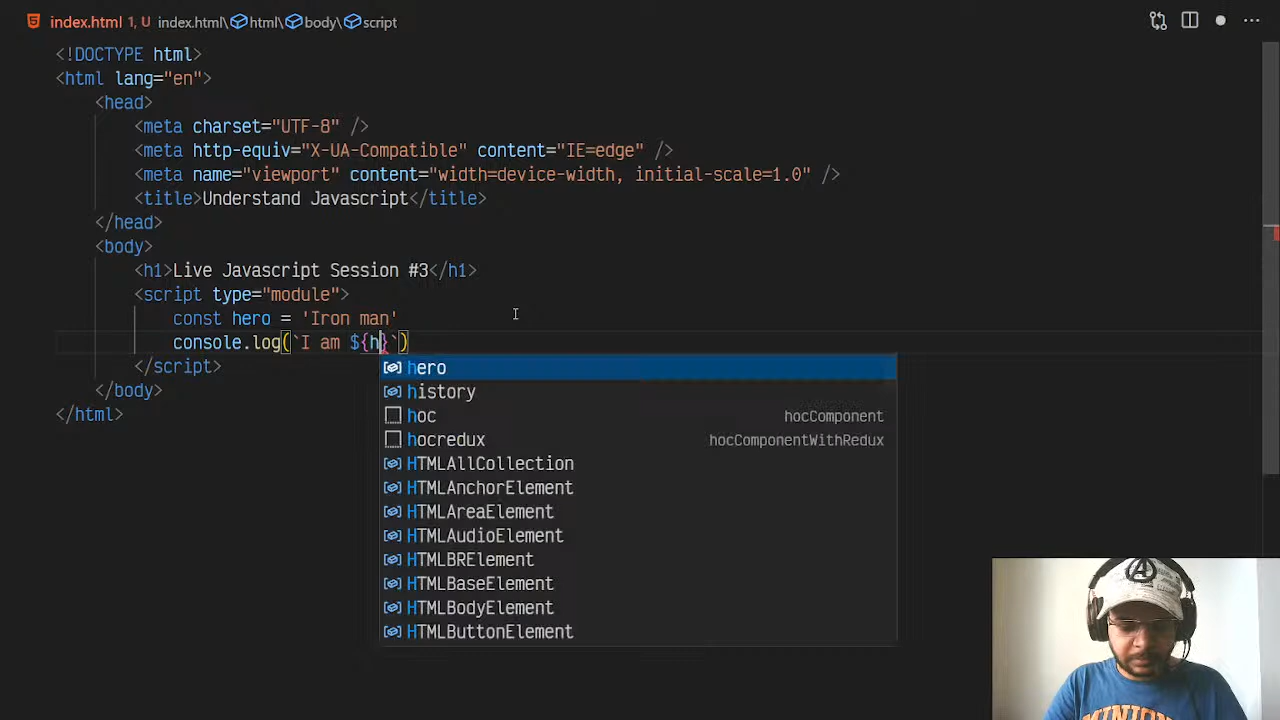 index.html 1, U index.html\html\body\script
<!DOCTYPE html>
<html lang="en">
<head>
<meta charset="UTF-8" />
<meta http-equiv="X-UA-Compatible" content="IE=edge" />
<meta name="viewport" content="width=device-width, initial-scale=1.0" />
<title>Understand Javascript</title>
</head>
<body>
<h1>Live Javascript Session #3</h1>
<script type="module">
const hero = 'Iron man'
console.log(`I am ${h}`)
</script>
</body>
</html>
hero
history
hoc hocComponent
hocredux hocComponentWithRedux
HTMLAllCollection
HTMLAnchorElement
HTMLAreaElement
HTMLAudioElement
HTMLBRElement
HTMLBaseElement
HTMLBodyElement
HTMLButtonElement
MINION